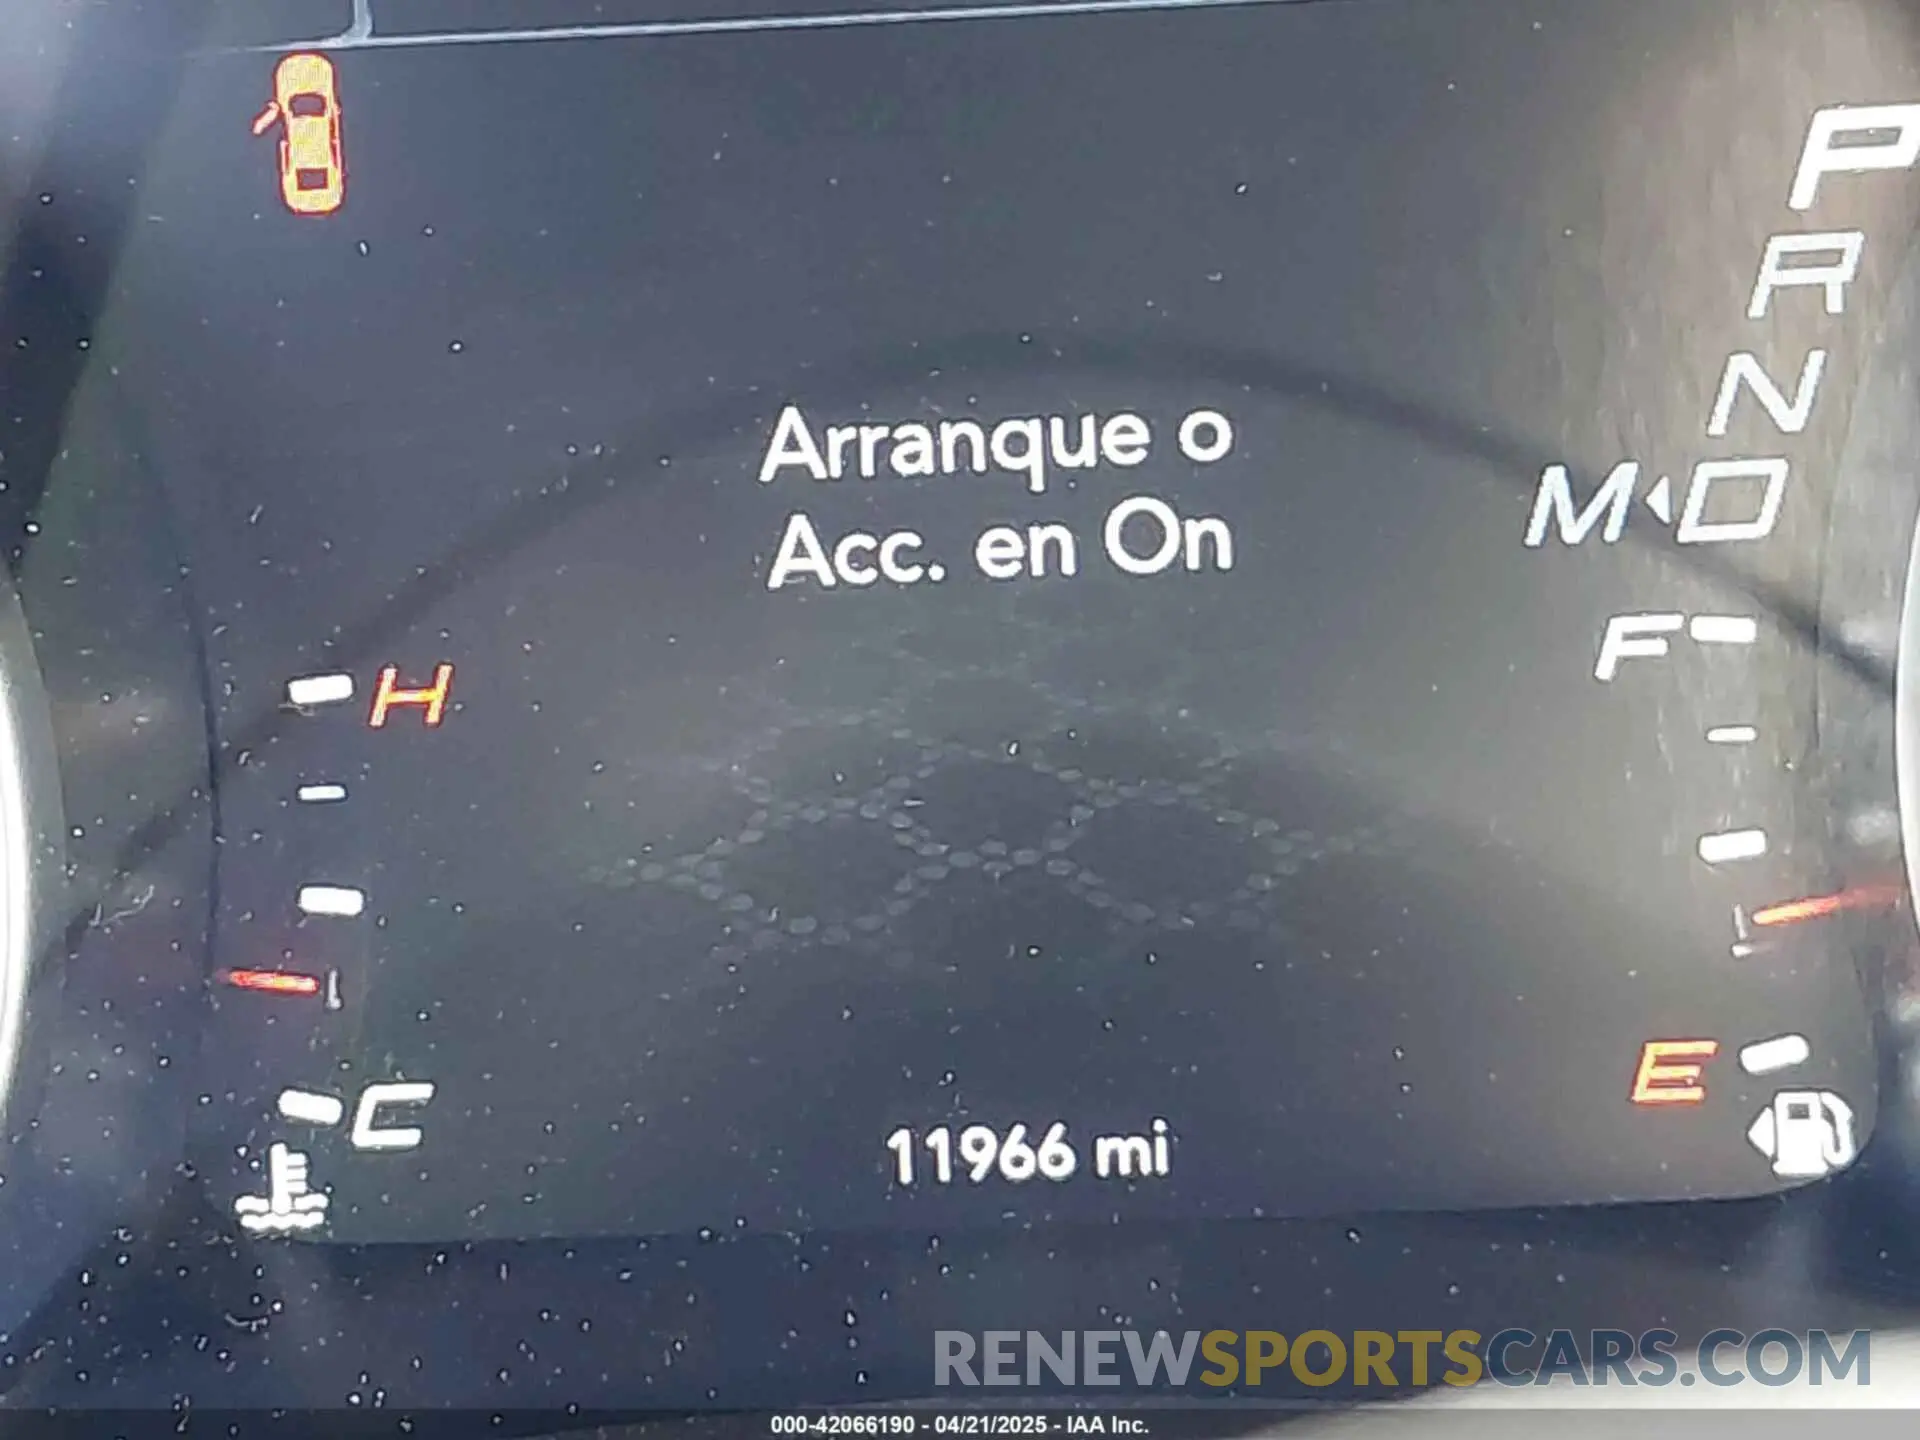 P
R
N
M D
Arranque o
Acc. en On
F
H
E
C
11966 mi
RENEWSPORTSCARS.COM
000-42066190 - 04/21/2025 - IAA Inc.